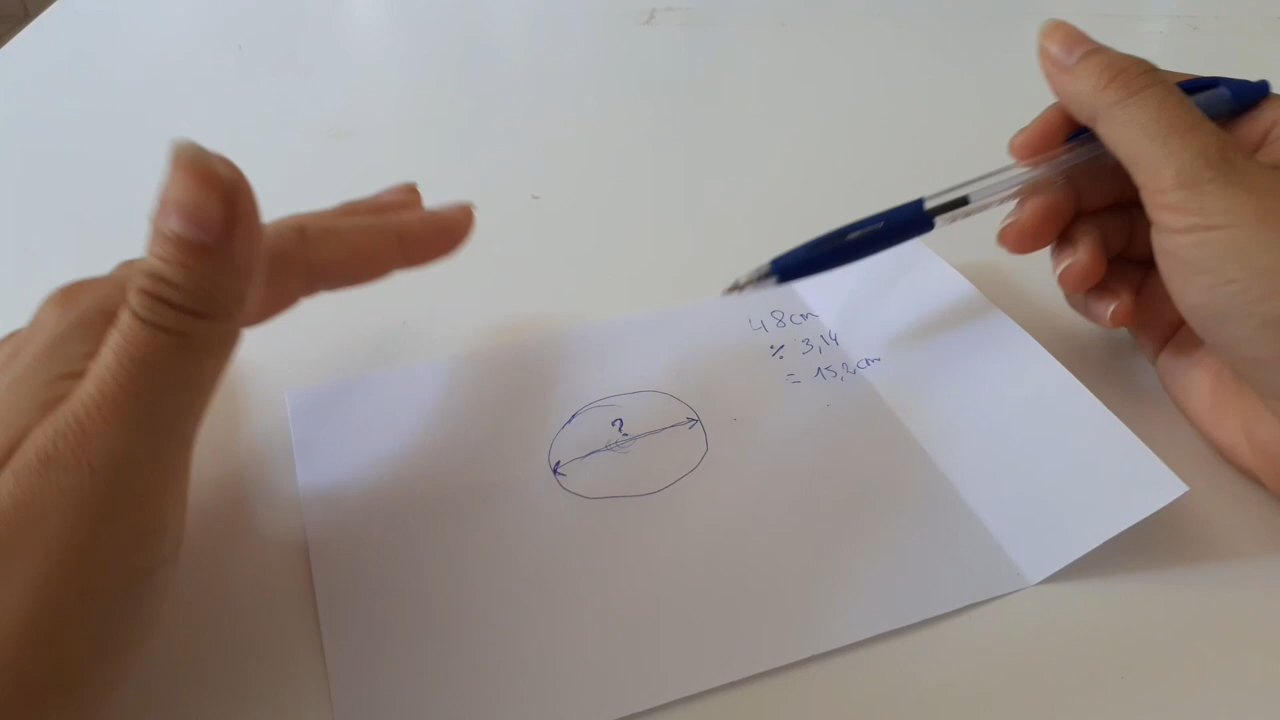 48cm
÷ 3,14
= 15,2cm
?